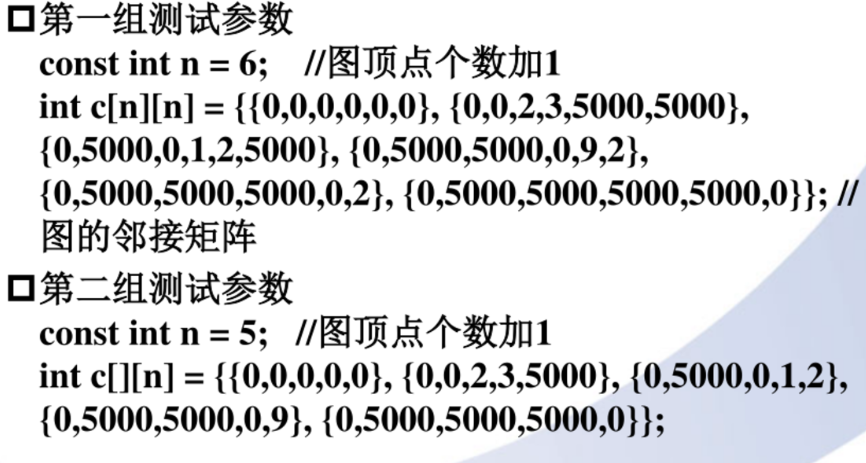 第一组测试参数
const int n = 6; //图顶点个数加1
int c[n][n] = {{0,0,0,0,0,0}, {0,0,2,3,5000,5000},
{0,5000,0,1,2,5000}, {0,5000,5000,0,9,2},
{0,5000,5000,5000,0,2}, {0,5000,5000,5000,5000,0}}; //
图的邻接矩阵
第二组测试参数
const int n = 5; //图顶点个数加1
int c[][n] = {{0,0,0,0,0}, {0,0,2,3,5000}, {0,5000,0,1,2},
{0,5000,5000,0,9}, {0,5000,5000,5000,0}};